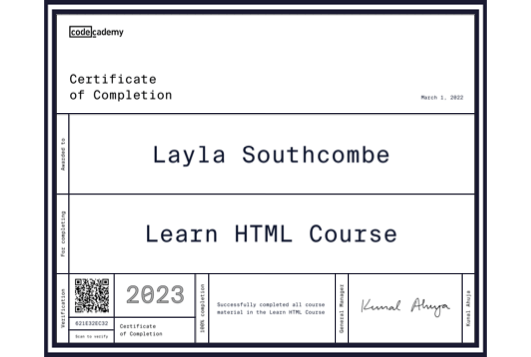 codecademy
Certificate
of Completion
March 1, 2022
Awarded to
Layla Southcombe
For completing
Learn HTML Course
Verification
621E32EC32
Scan to verify
2023
Certificate
of Completion
100% completion
Successfully completed all course
material in the Learn HTML Course
General Manager
Kunal Ahuja
Kunal Ahuja